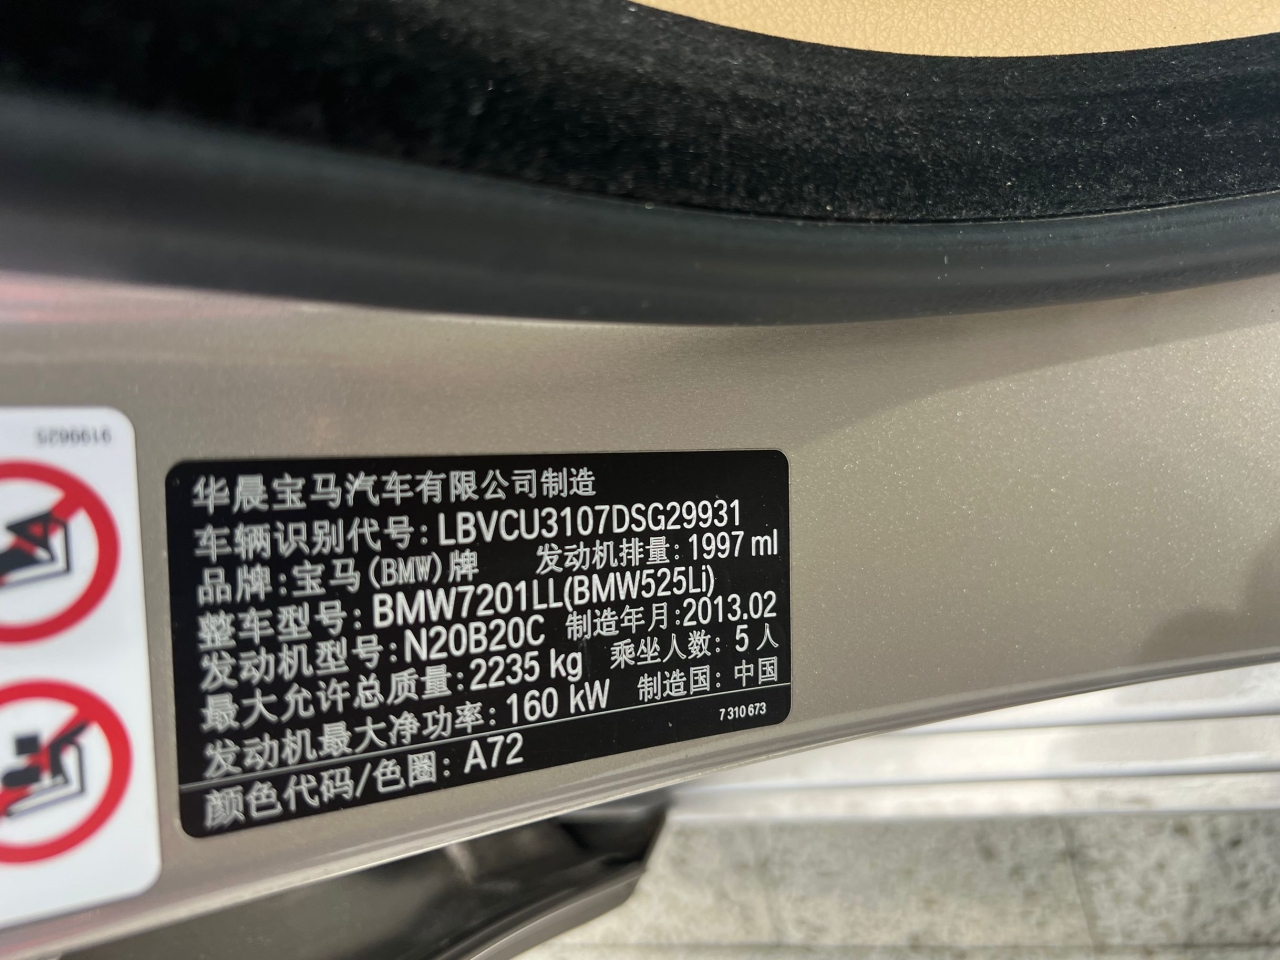 9199625
华晨宝马汽车有限公司制造
车辆识别代号: LBVCU3107DSG29931
品牌: 宝马(BMW)牌 发动机排量: 1997 ml
整车型号: BMW7201LL(BMW525Li)
发动机型号: N20B20C 制造年月: 2013.02
最大允许总质量: 2235 kg 乘坐人数: 5 人
发动机最大净功率: 160 kW 制造国: 中国
颜色代码/色圈: A72 7 310 673